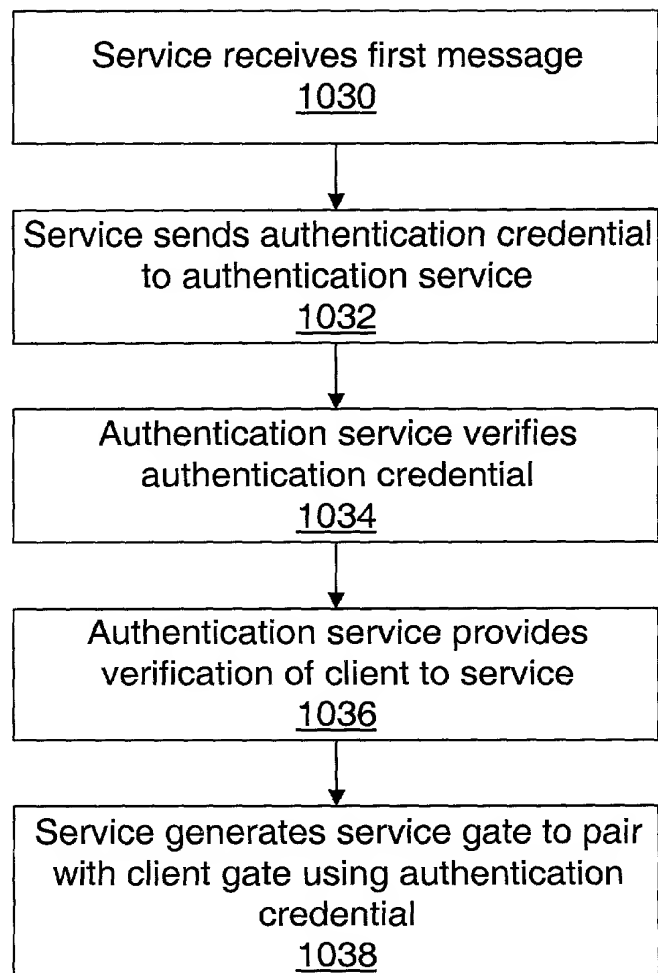 Service receives first message
1030
Service sends authentication credential
to authentication service
1032
Authentication service verifies
authentication credential
1034
Authentication service provides
verification of client to service
1036
Service generates service gate to pair
with client gate using authentication
credential
1038